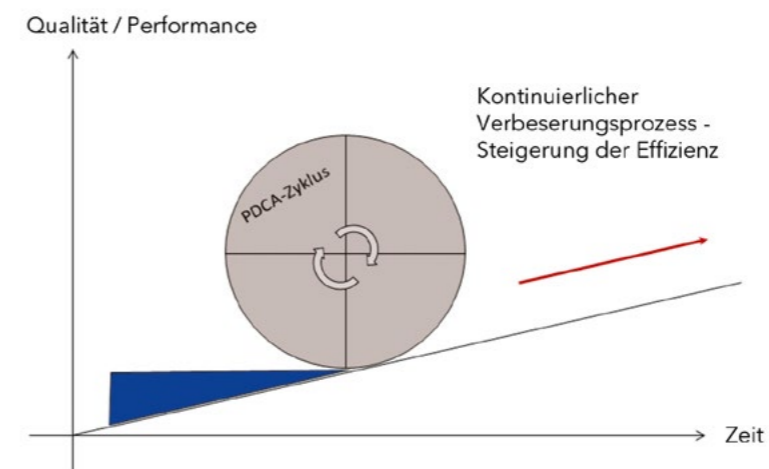 Qualität / Performance
Kontinuierlicher
Verbeserungsprozess -
Steigerung der Effizienz
PDCA-Zyklus
Zeit